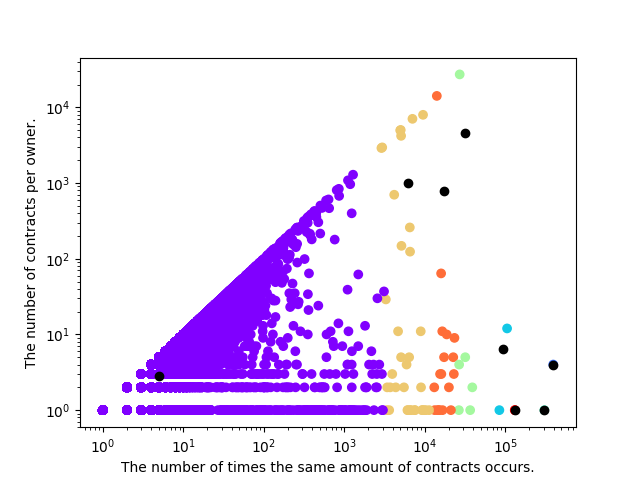 The number of contracts per owner.
10⁴
10³
10²
10¹
10⁰
10⁰ 10¹ 10² 10³ 10⁴ 10⁵
The number of times the same amount of contracts occurs.